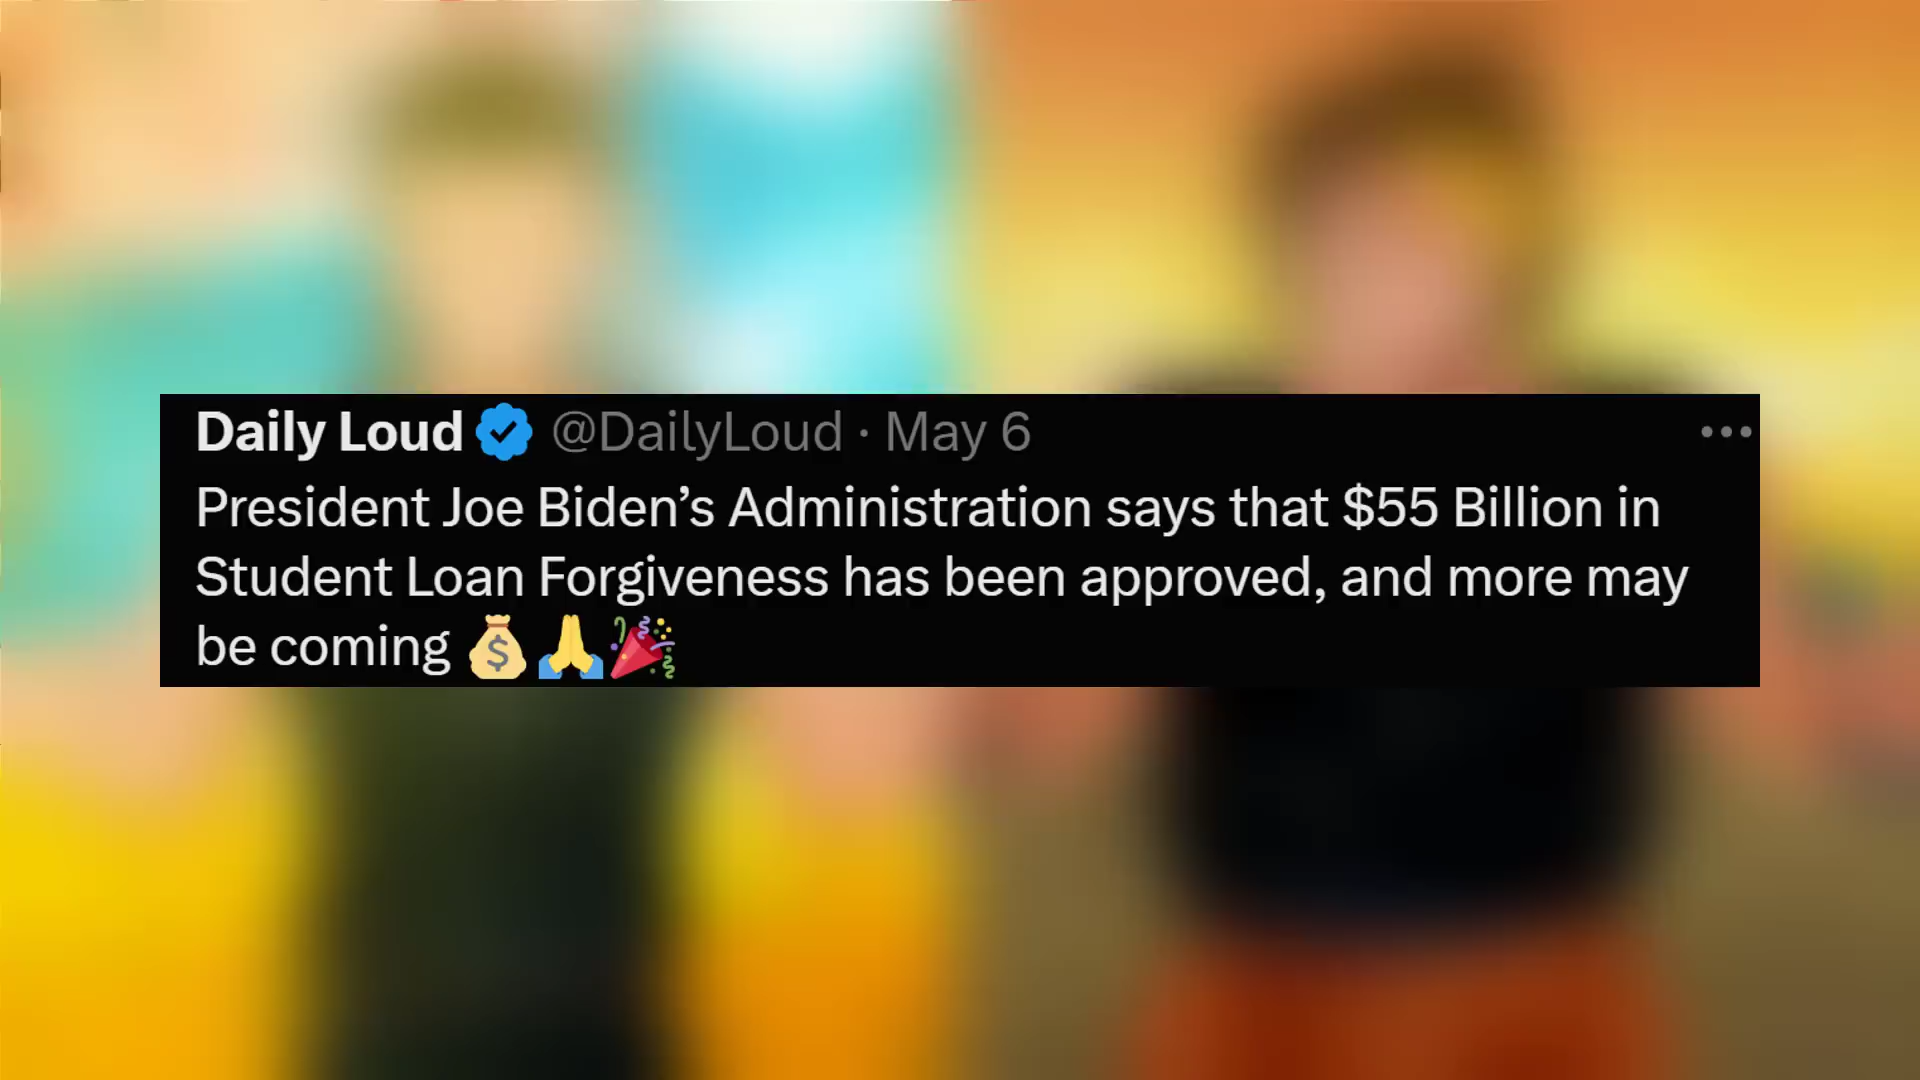 Daily Loud @DailyLoud · May 6
President Joe Biden’s Administration says that $55 Billion in
Student Loan Forgiveness has been approved, and more may
be coming 💰🙏🎉